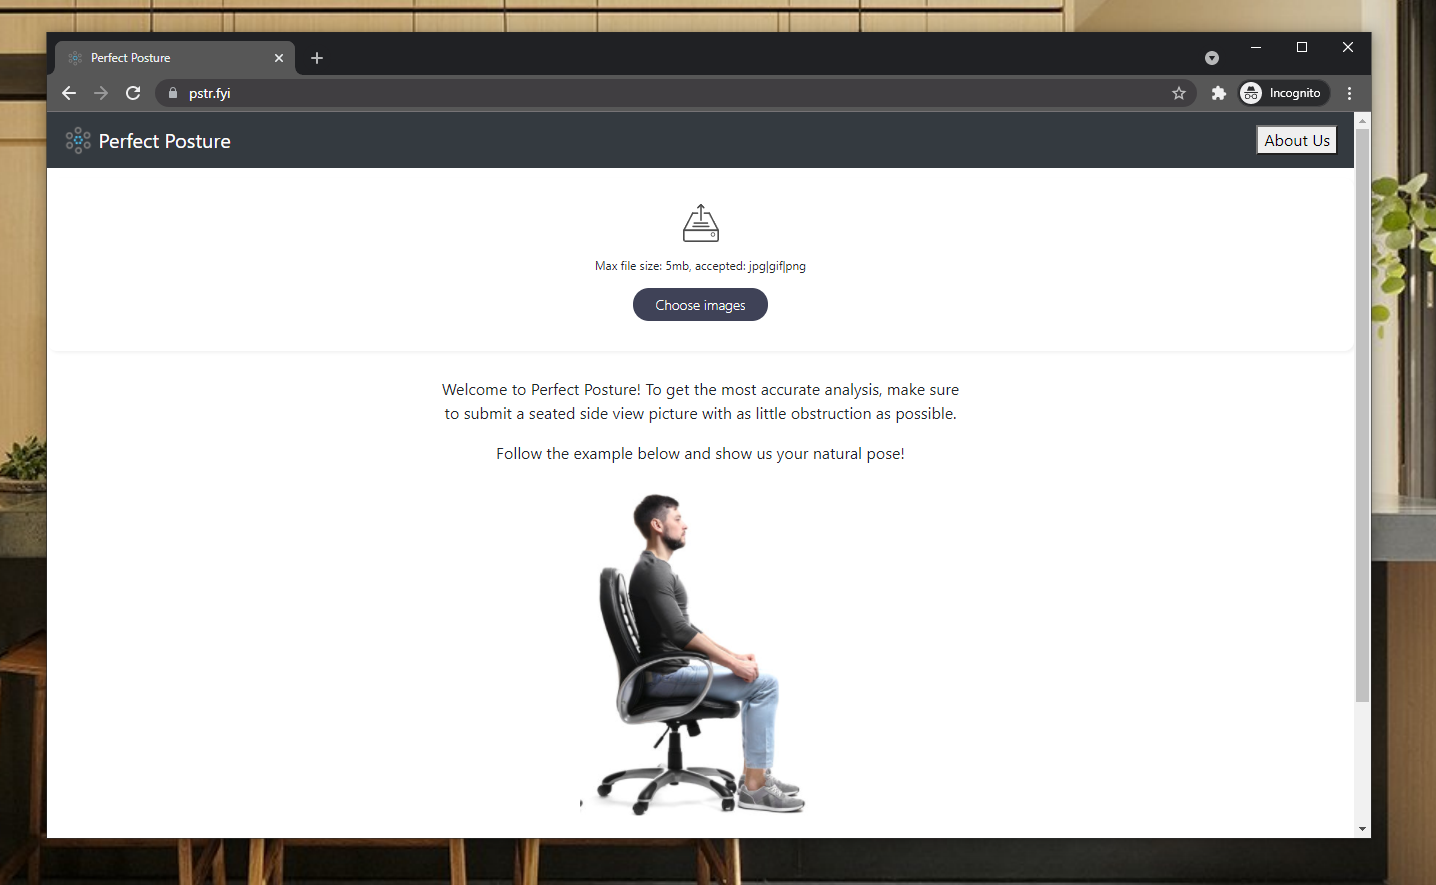 Perfect Posture
pstr.fyi
Incognito
Perfect Posture
About Us
Max file size: 5mb, accepted: jpg|gif|png
Choose images
Welcome to Perfect Posture! To get the most accurate analysis, make sure
to submit a seated side view picture with as little obstruction as possible.
Follow the example below and show us your natural pose!